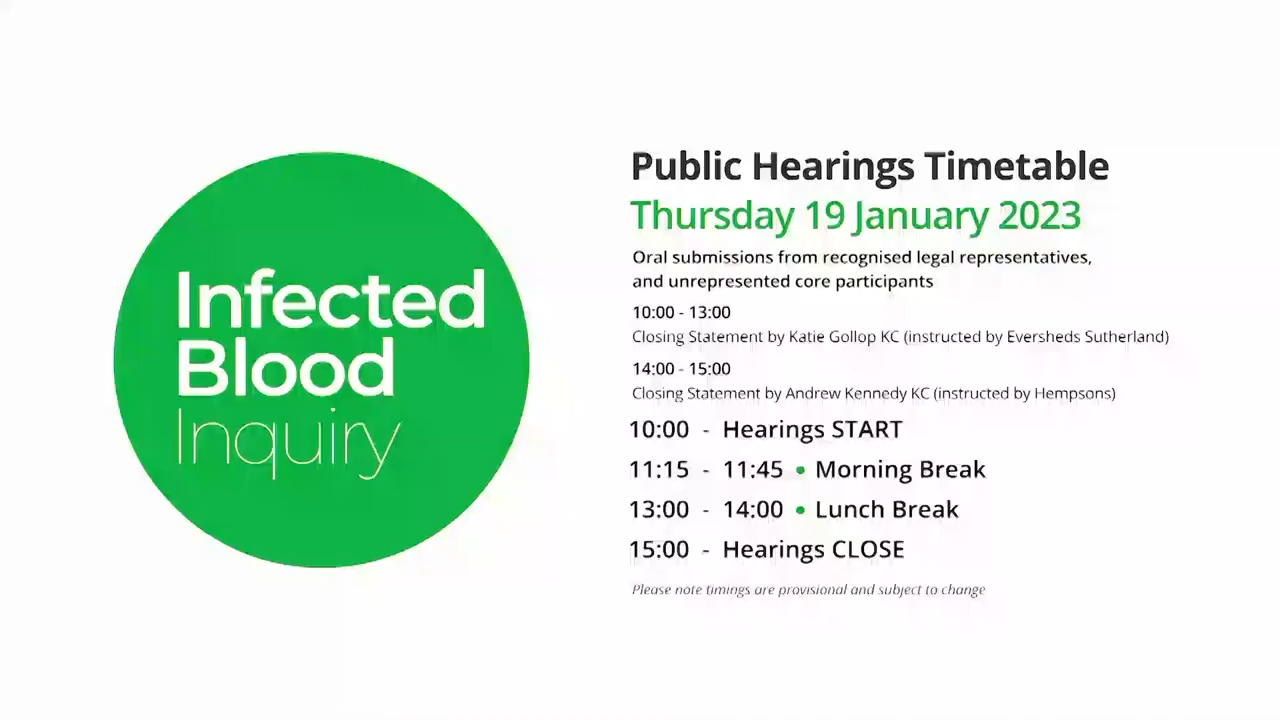 Infected
Blood
Inquiry
Public Hearings Timetable
Thursday 19 January 2023
Oral submissions from recognised legal representatives,
and unrepresented core participants
10:00 - 13:00
Closing Statement by Katie Gollop KC (instructed by Eversheds Sutherland)
14:00 - 15:00
Closing Statement by Andrew Kennedy KC (instructed by Hempsons)
10:00 - Hearings START
11:15 - 11:45 • Morning Break
13:00 - 14:00 • Lunch Break
15:00 - Hearings CLOSE
Please note timings are provisional and subject to change